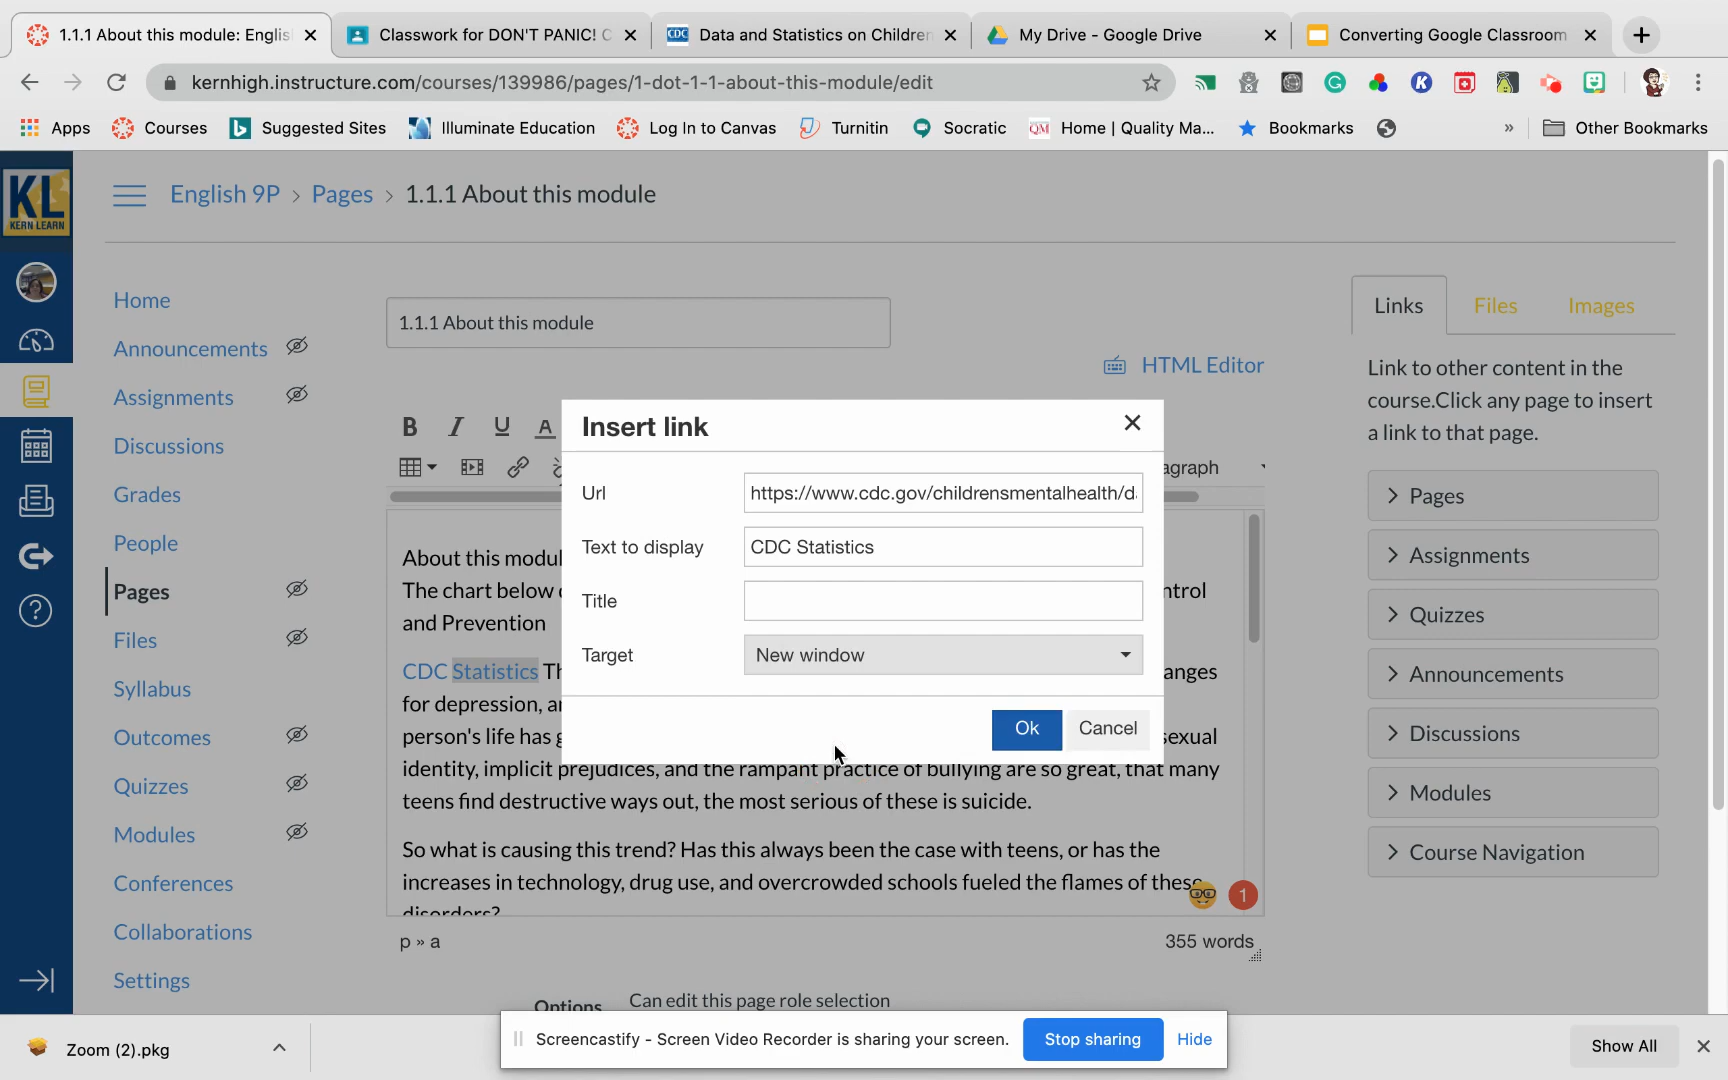 1.1.1 About this module: Englis
Classwork for DON'T PANIC! C
Data and Statistics on Children
My Drive - Google Drive
Converting Google Classroom
kernhigh.instructure.com/courses/139986/pages/1-dot-1-1-about-this-module/edit
Apps
Courses
Suggested Sites
Illuminate Education
Log In to Canvas
Turnitin
Socratic
QM
Home | Quality Ma...
Bookmarks
»
Other Bookmarks
KL
KERN LEARN
English 9P > Pages > 1.1.1 About this module
Home
Announcements
Assignments
Discussions
Grades
People
Pages
Files
Syllabus
Outcomes
Quizzes
Modules
Conferences
Collaborations
Settings
1.1.1 About this module
HTML Editor
B I U A
agraph
Insert link
Url
https://www.cdc.gov/childrensmentalhealth/d
Text to display
CDC Statistics
Title
Target
New window
Ok
Cancel
About this modul
The chart below
ntrol
and Prevention
CDC Statistics Th
anges
for depression, a
person's life has g
sexual
identity, implicit prejudices, and the rampant practice of bullying are so great, that many
teens find destructive ways out, the most serious of these is suicide.
So what is causing this trend? Has this always been the case with teens, or has the
increases in technology, drug use, and overcrowded schools fueled the flames of these
disorders?
1
p » a
355 words
Options
Can edit this page role selection
Links
Files
Images
Link to other content in the
course.Click any page to insert
a link to that page.
Pages
Assignments
Quizzes
Announcements
Discussions
Modules
Course Navigation
Zoom (2).pkg
Screencastify - Screen Video Recorder is sharing your screen.
Stop sharing
Hide
Show All